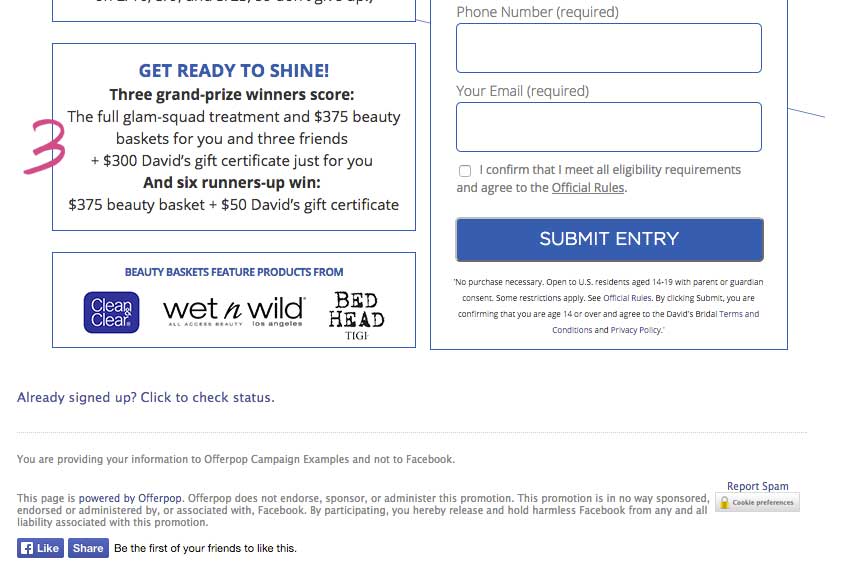 GET READY TO SHINE!
Three grand-prize winners score:
The full glam-squad treatment and $375 beauty
baskets for you and three friends
+ $300 David's gift certificate just for you
And six runners-up win:
$375 beauty basket + $50 David's gift certificate
3
BEAUTY BASKETS FEATURE PRODUCTS FROM
Clean & Clear®
wet n wild®
ALL ACCESS BEAUTY los angeles
BED
HEAD
TIGI
Phone Number (required)
Your Email (required)
I confirm that I meet all eligibility requirements
and agree to the Official Rules.
SUBMIT ENTRY
*No purchase necessary. Open to U.S. residents aged 14-19 with parent or guardian
consent. Some restrictions apply. See Official Rules. By clicking Submit, you are
confirming that you are age 14 or over and agree to the David's Bridal Terms and
Conditions and Privacy Policy.*
Already signed up? Click to check status.
You are providing your information to Offerpop Campaign Examples and not to Facebook.
Report Spam
Cookie preferences
This page is powered by Offerpop. Offerpop does not endorse, sponsor, or administer this promotion. This promotion is in no way sponsored,
endorsed or administered by, or associated with, Facebook. By participating, you hereby release and hold harmless Facebook from any and all
liability associated with this promotion.
Like Share Be the first of your friends to like this.